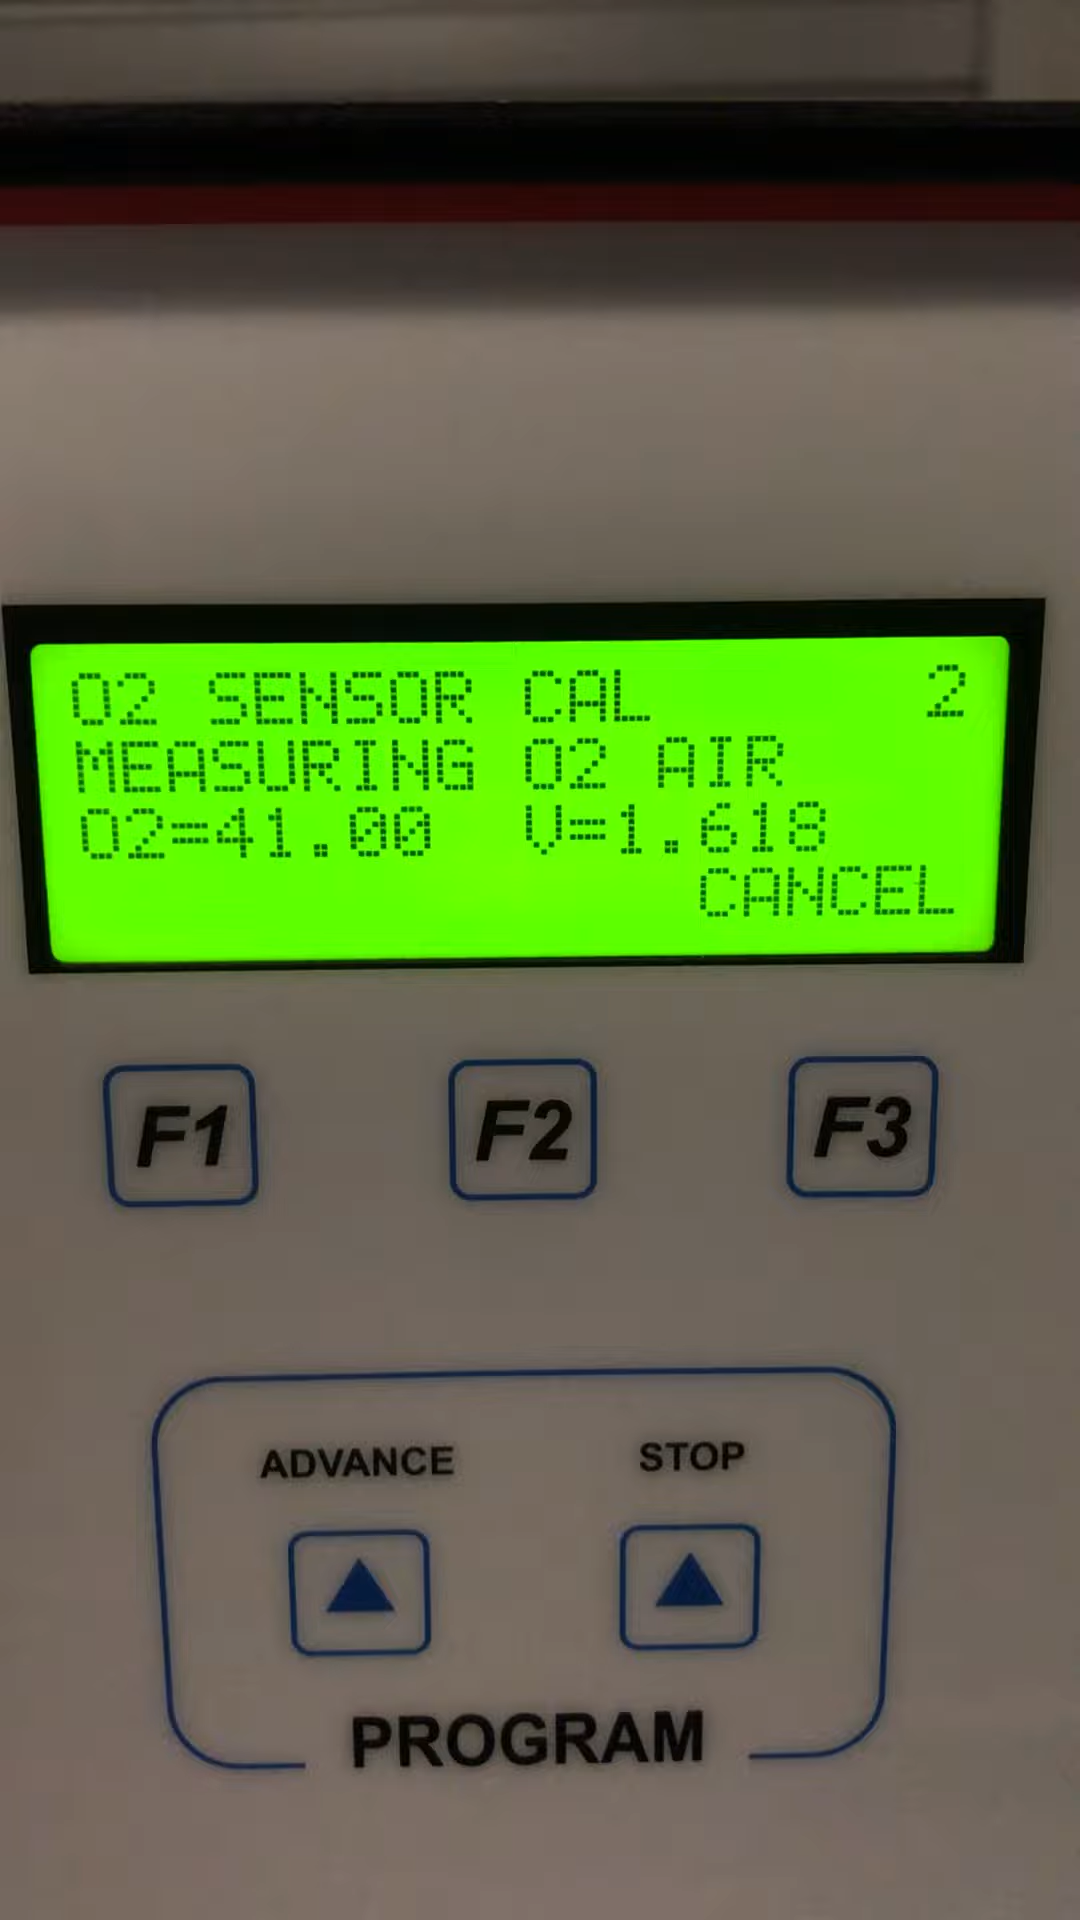 O2 SENSOR CAL 2
MEASURING O2 AIR
O2=41.00 V=1.618
CANCEL
F1 F2 F3
ADVANCE STOP
PROGRAM